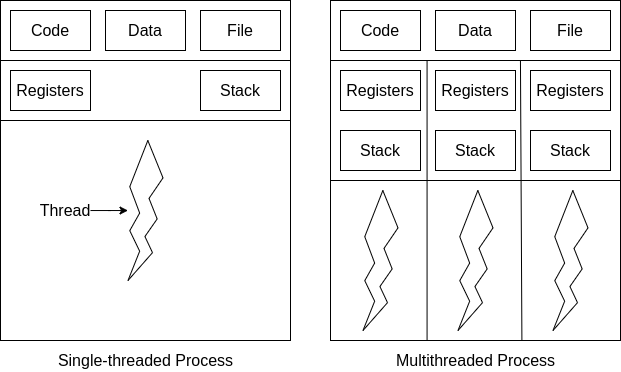 Code Data File
Registers Stack
Thread
Single-threaded Process
Code Data File
Registers Registers Registers
Stack Stack Stack
Multithreaded Process